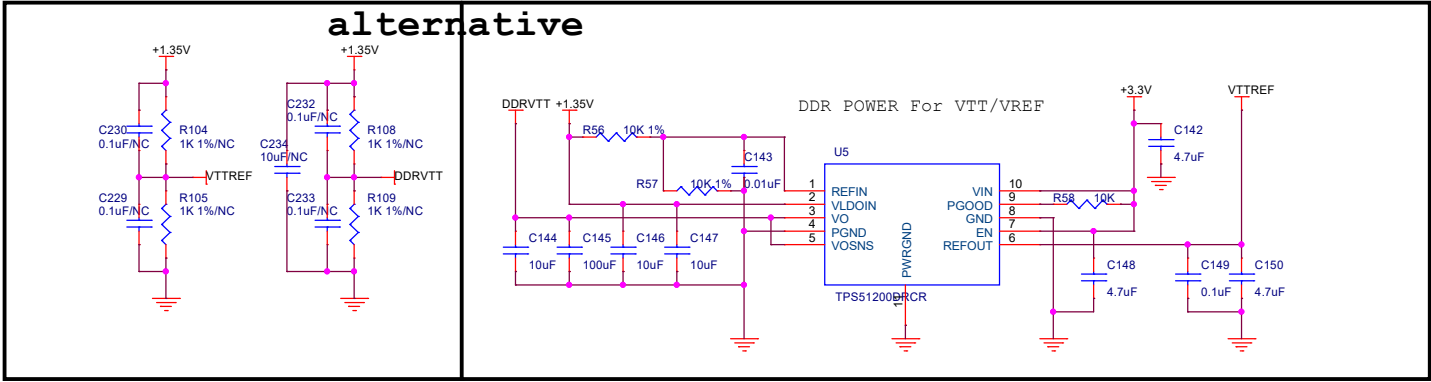 alternative
+1.35V
+1.35V
C230
0.1uF/NC
R104
1K 1%/NC
VTTREF
C229
0.1uF/NC
R105
1K 1%/NC
C232
0.1uF/NC
C234
10uF/NC
R108
1K 1%/NC
DDRVTT
C233
0.1uF/NC
R109
1K 1%/NC
DDRVTT
+1.35V
DDR POWER For VTT/VREF
+3.3V
VTTREF
R56
10K 1%
C143
0.01uF
R57
10K 1%
U5
C142
4.7uF
1
REFIN
2
VLDOIN
3
VO
4
PGND
5
VOSNS
VIN
10
PGOOD
9
GND
8
EN
7
REFOUT
6
PWRGND
11
TPS51200DRCR
R58
10K
C144
10uF
C145
100uF
C146
10uF
C147
10uF
C148
4.7uF
C149
0.1uF
C150
4.7uF